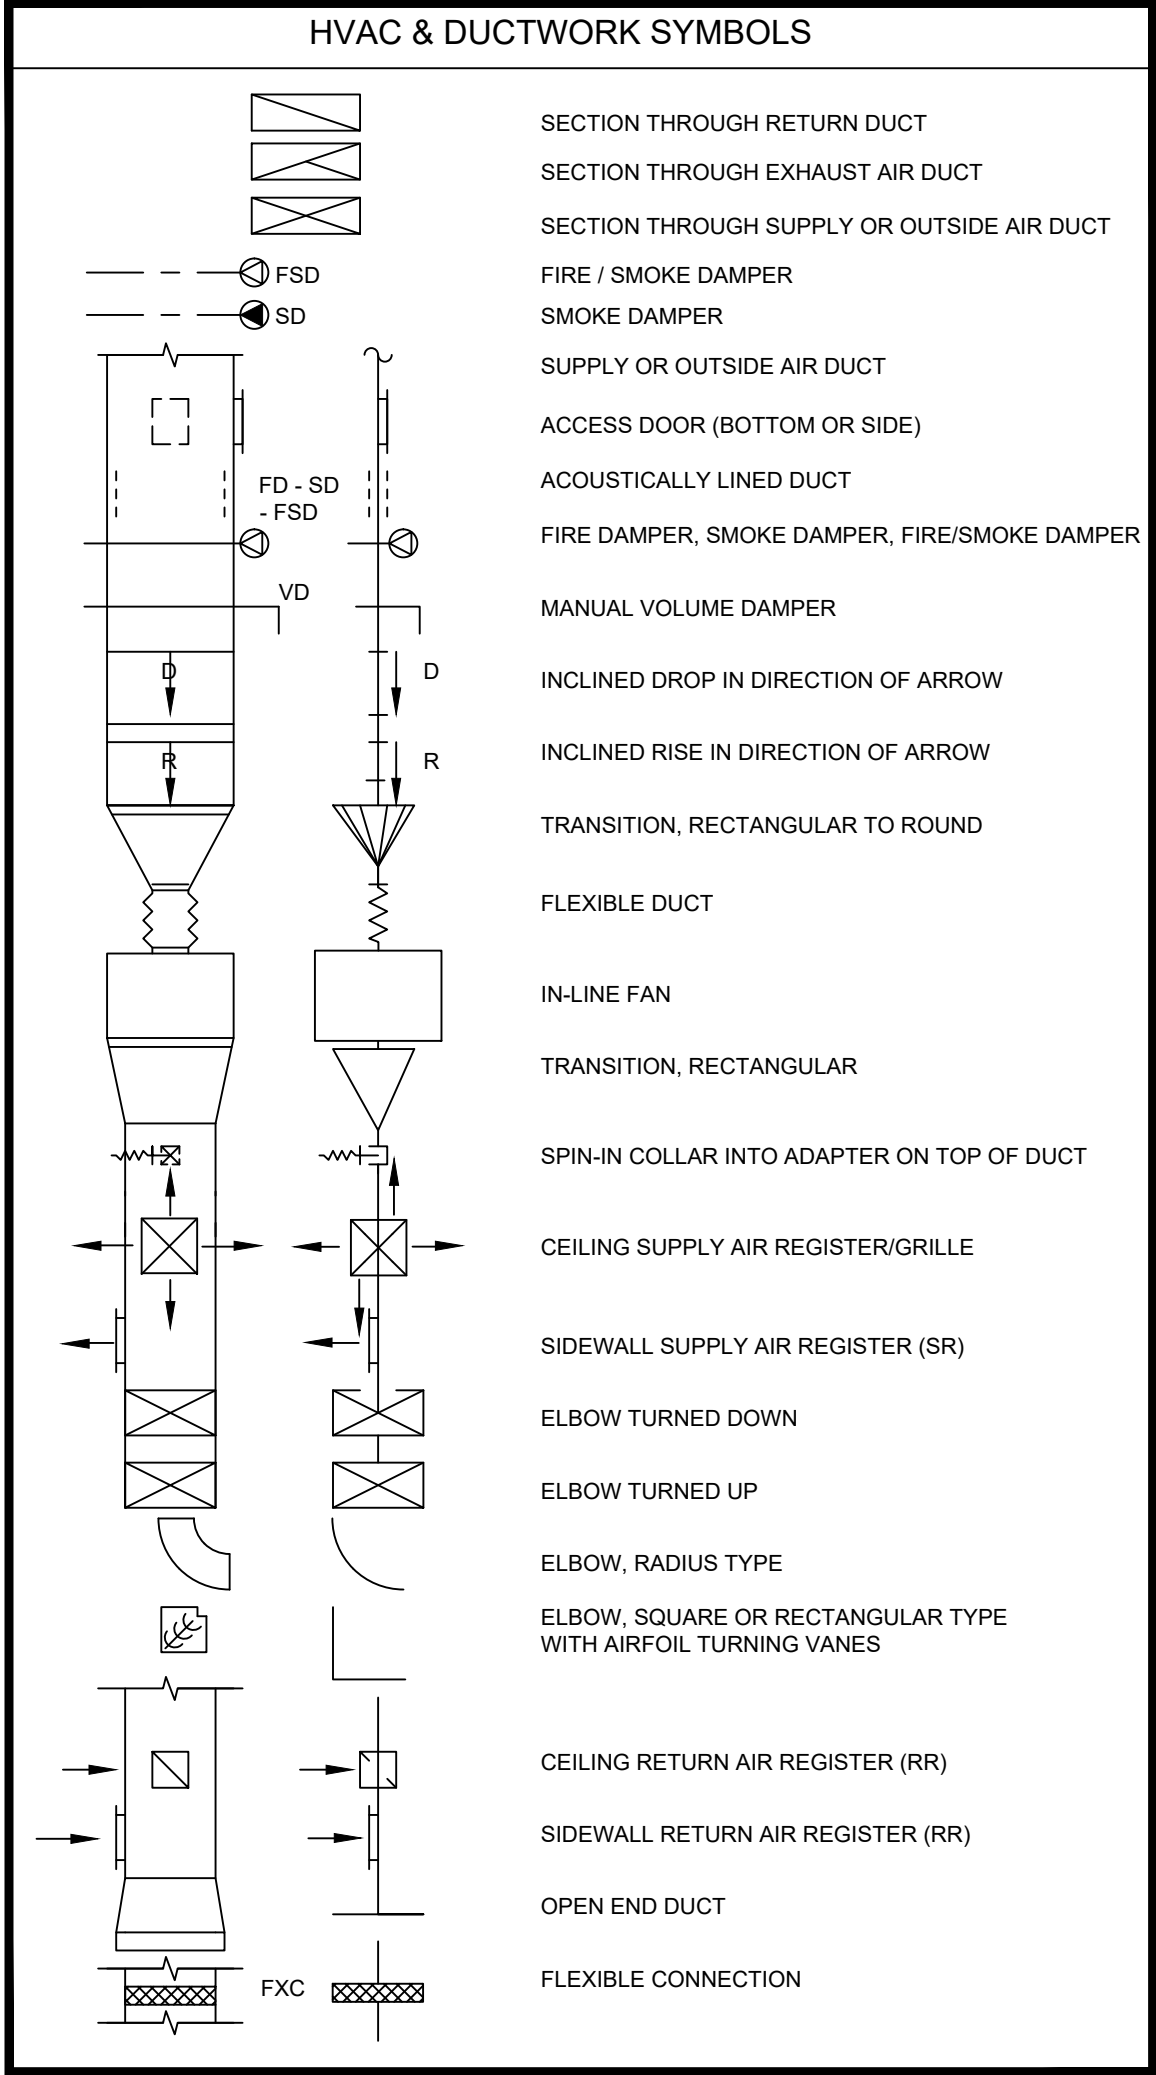 HVAC & DUCTWORK SYMBOLS
SECTION THROUGH RETURN DUCT
SECTION THROUGH EXHAUST AIR DUCT
SECTION THROUGH SUPPLY OR OUTSIDE AIR DUCT
FSD FIRE / SMOKE DAMPER
SD SMOKE DAMPER
SUPPLY OR OUTSIDE AIR DUCT
ACCESS DOOR (BOTTOM OR SIDE)
ACOUSTICALLY LINED DUCT
FD - SD
- FSD
FIRE DAMPER, SMOKE DAMPER, FIRE/SMOKE DAMPER
VD
MANUAL VOLUME DAMPER
D D INCLINED DROP IN DIRECTION OF ARROW
R R INCLINED RISE IN DIRECTION OF ARROW
TRANSITION, RECTANGULAR TO ROUND
FLEXIBLE DUCT
IN-LINE FAN
TRANSITION, RECTANGULAR
SPIN-IN COLLAR INTO ADAPTER ON TOP OF DUCT
CEILING SUPPLY AIR REGISTER/GRILLE
SIDEWALL SUPPLY AIR REGISTER (SR)
ELBOW TURNED DOWN
ELBOW TURNED UP
ELBOW, RADIUS TYPE
ELBOW, SQUARE OR RECTANGULAR TYPE
WITH AIRFOIL TURNING VANES
CEILING RETURN AIR REGISTER (RR)
SIDEWALL RETURN AIR REGISTER (RR)
OPEN END DUCT
FXC FLEXIBLE CONNECTION